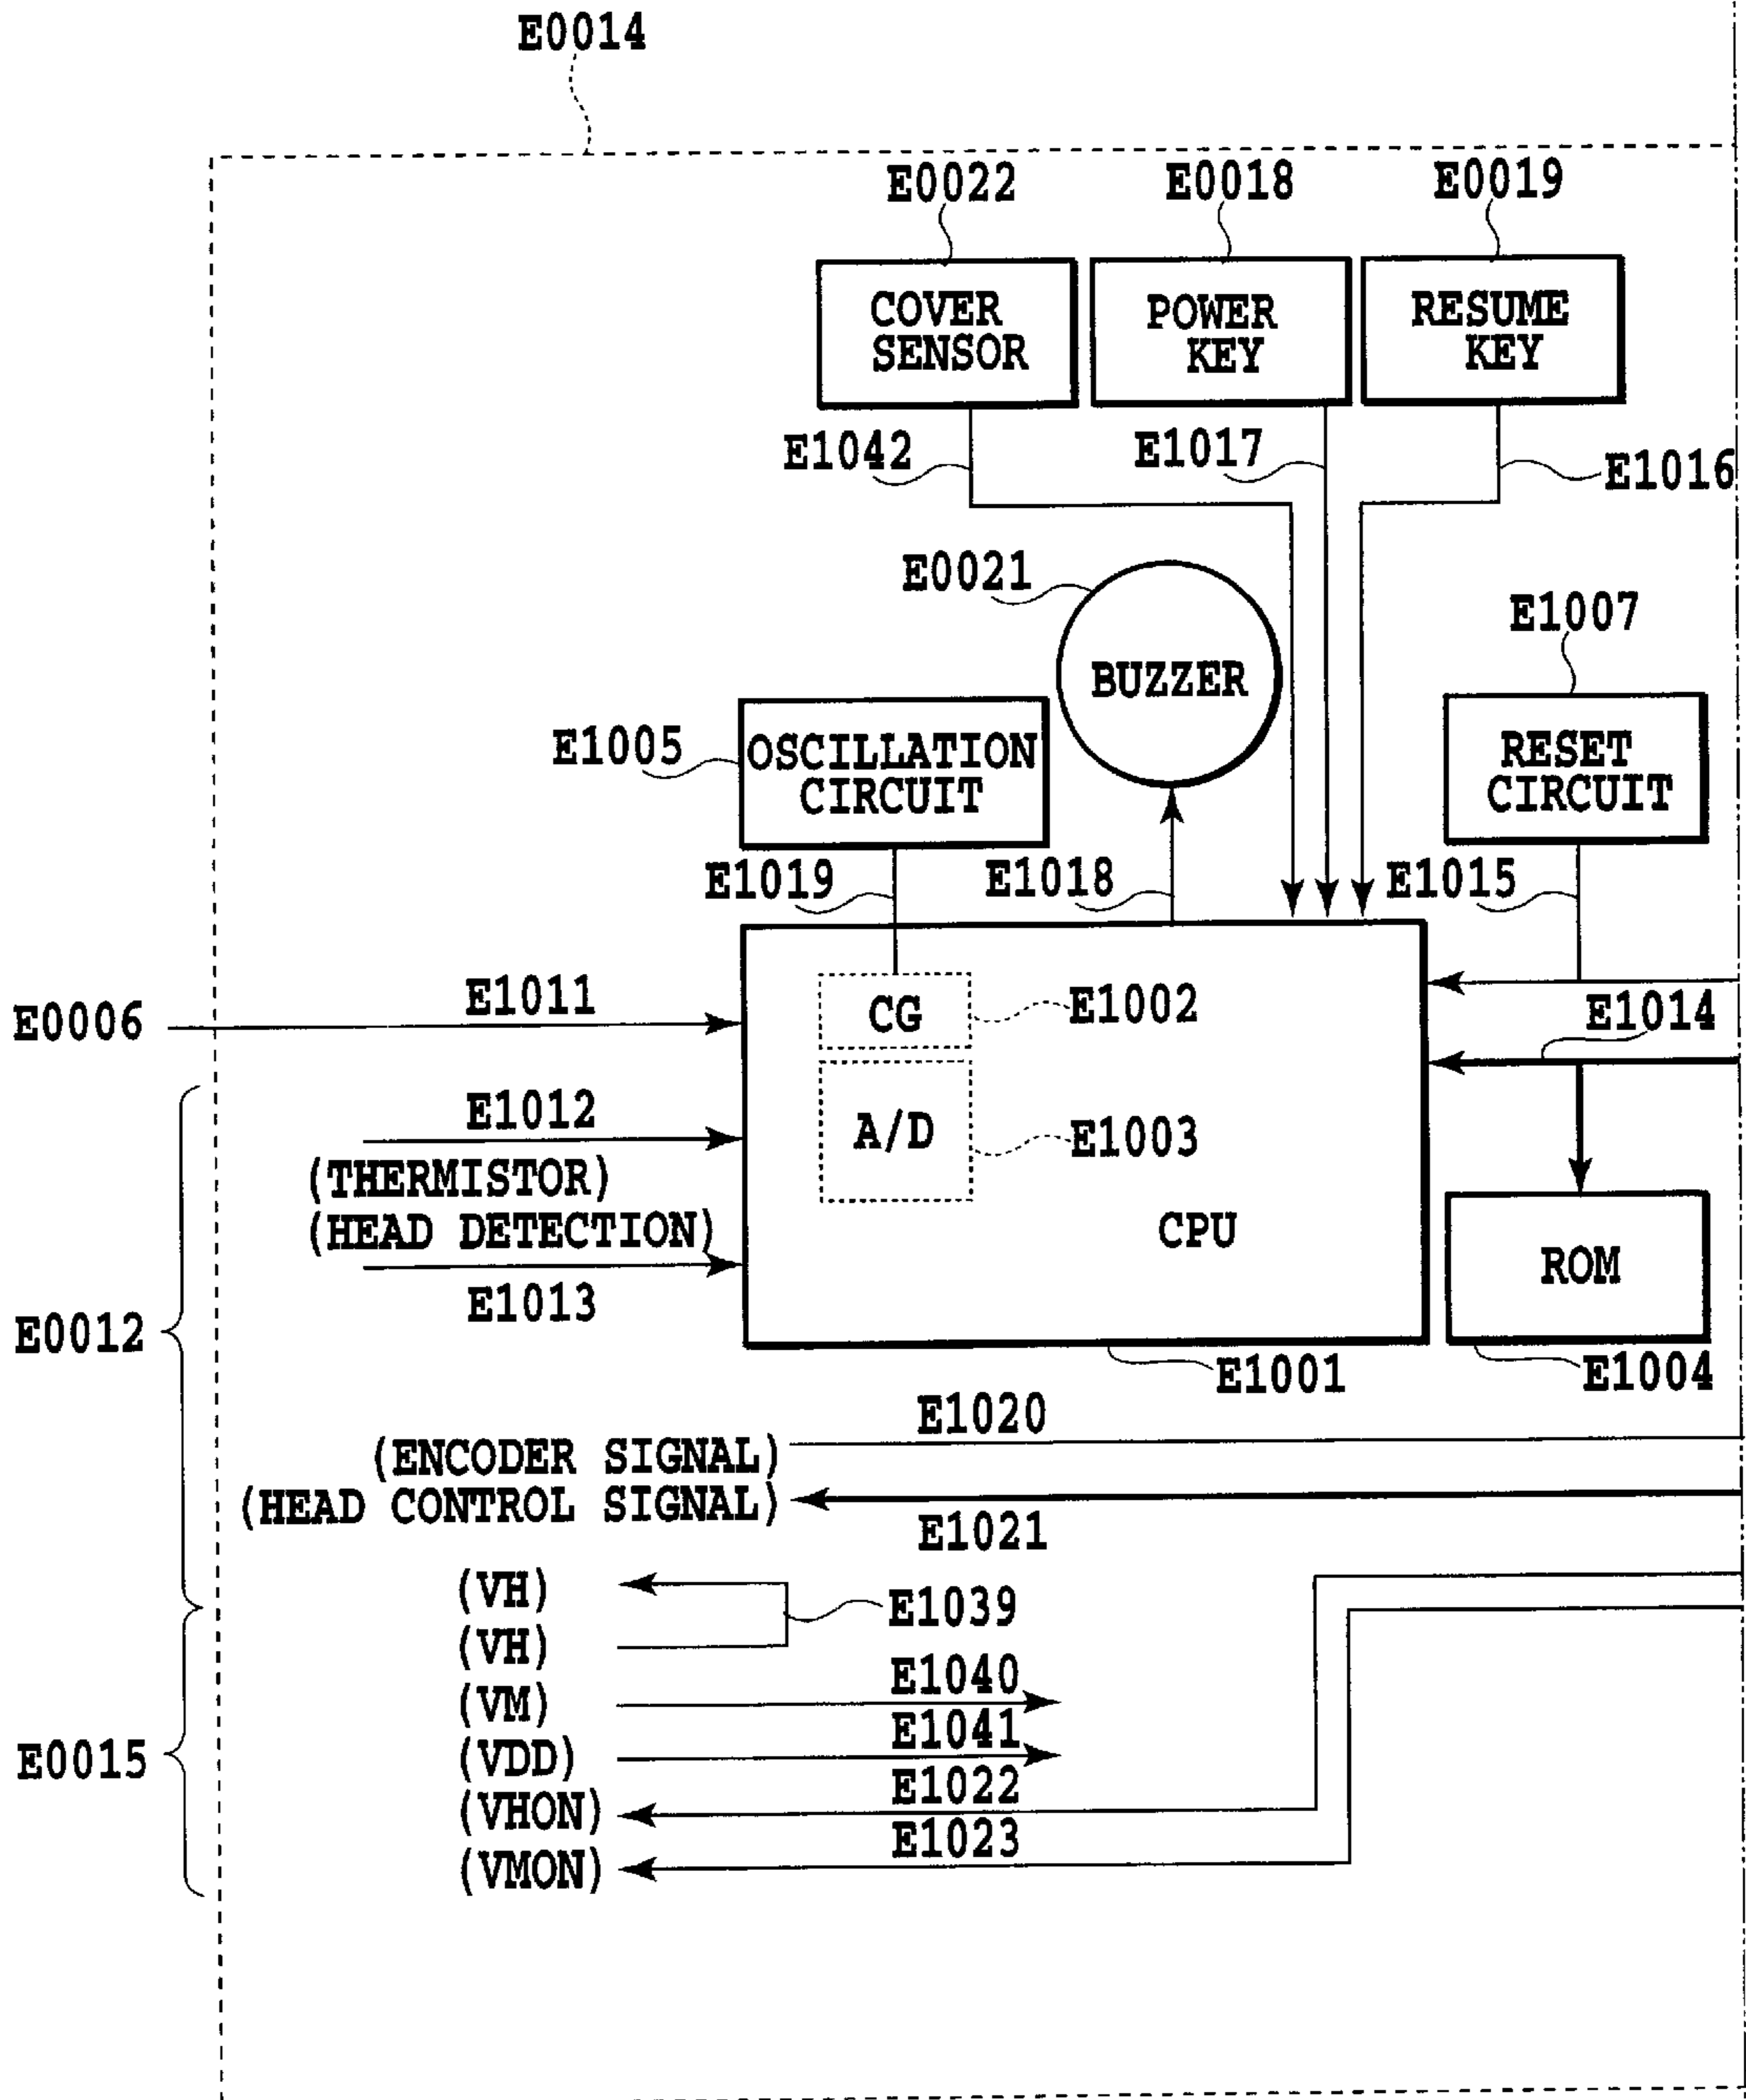 E0014
E0022
E0018
E0019
COVER
SENSOR
POWER
KEY
RESUME
KEY
E1042
E1017
E1016
E0021
E1007
BUZZER
E1005
OSCILLATION
CIRCUIT
RESET
CIRCUIT
E1019
E1018
E1015
E0006
E1011
CG
E1002
E1014
E1012
A/D
E1003
(THERMISTOR)
(HEAD DETECTION)
CPU
ROM
E1013
E0012
E1001
E1004
E1020
(ENCODER SIGNAL)
(HEAD CONTROL SIGNAL)
E1021
(VH)
E1039
(VH)
E1040
(VM)
E1041
E0015
(VDD)
E1022
(VHON)
E1023
(VMON)